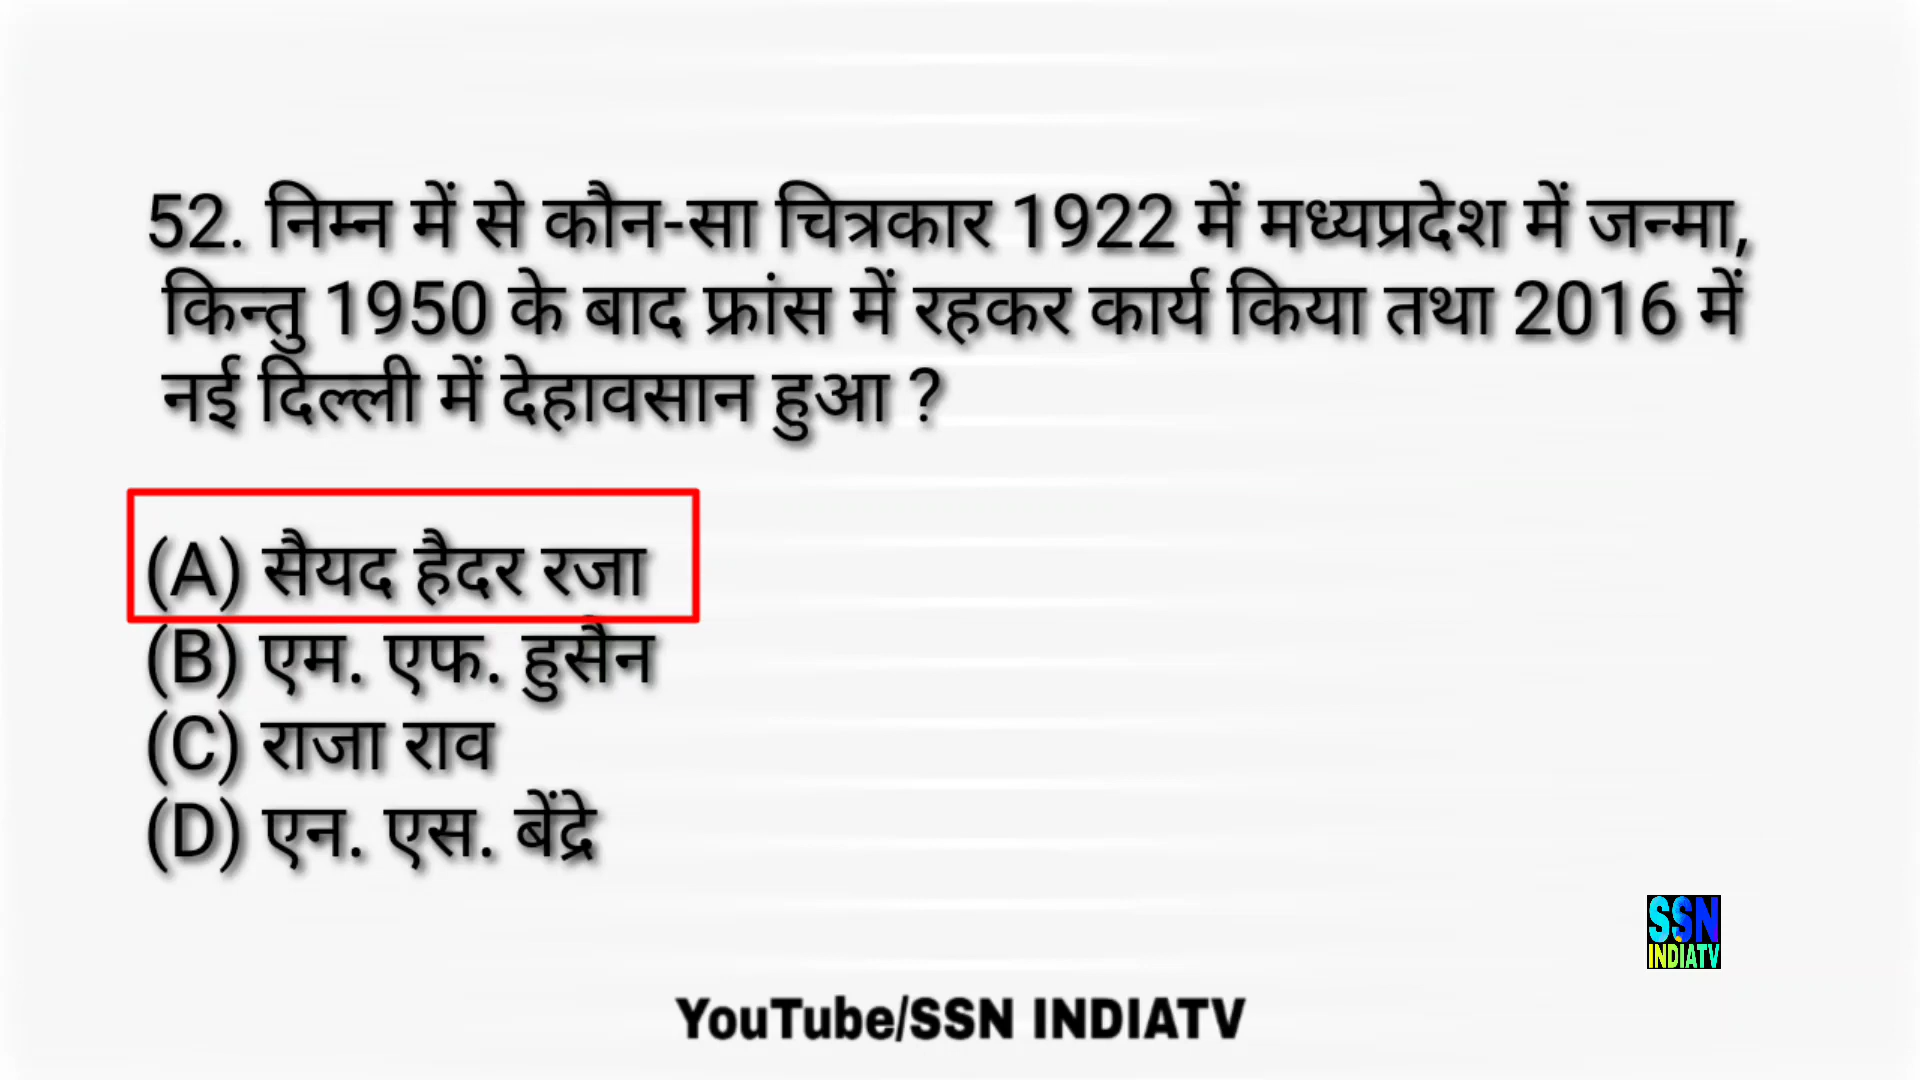 52. निम्न में से कौन-सा चित्रकार 1922 में मध्यप्रदेश में जन्मा,
किन्तु 1950 के बाद फ्रांस में रहकर कार्य किया तथा 2016 में
नई दिल्ली में देहावसान हुआ ?
(A) सैयद हैदर रजा
(B) एम. एफ. हुसैन
(C) राजा राव
(D) एन. एस. बेंद्रे
SSN
INDIATV
YouTube/SSN INDIATV